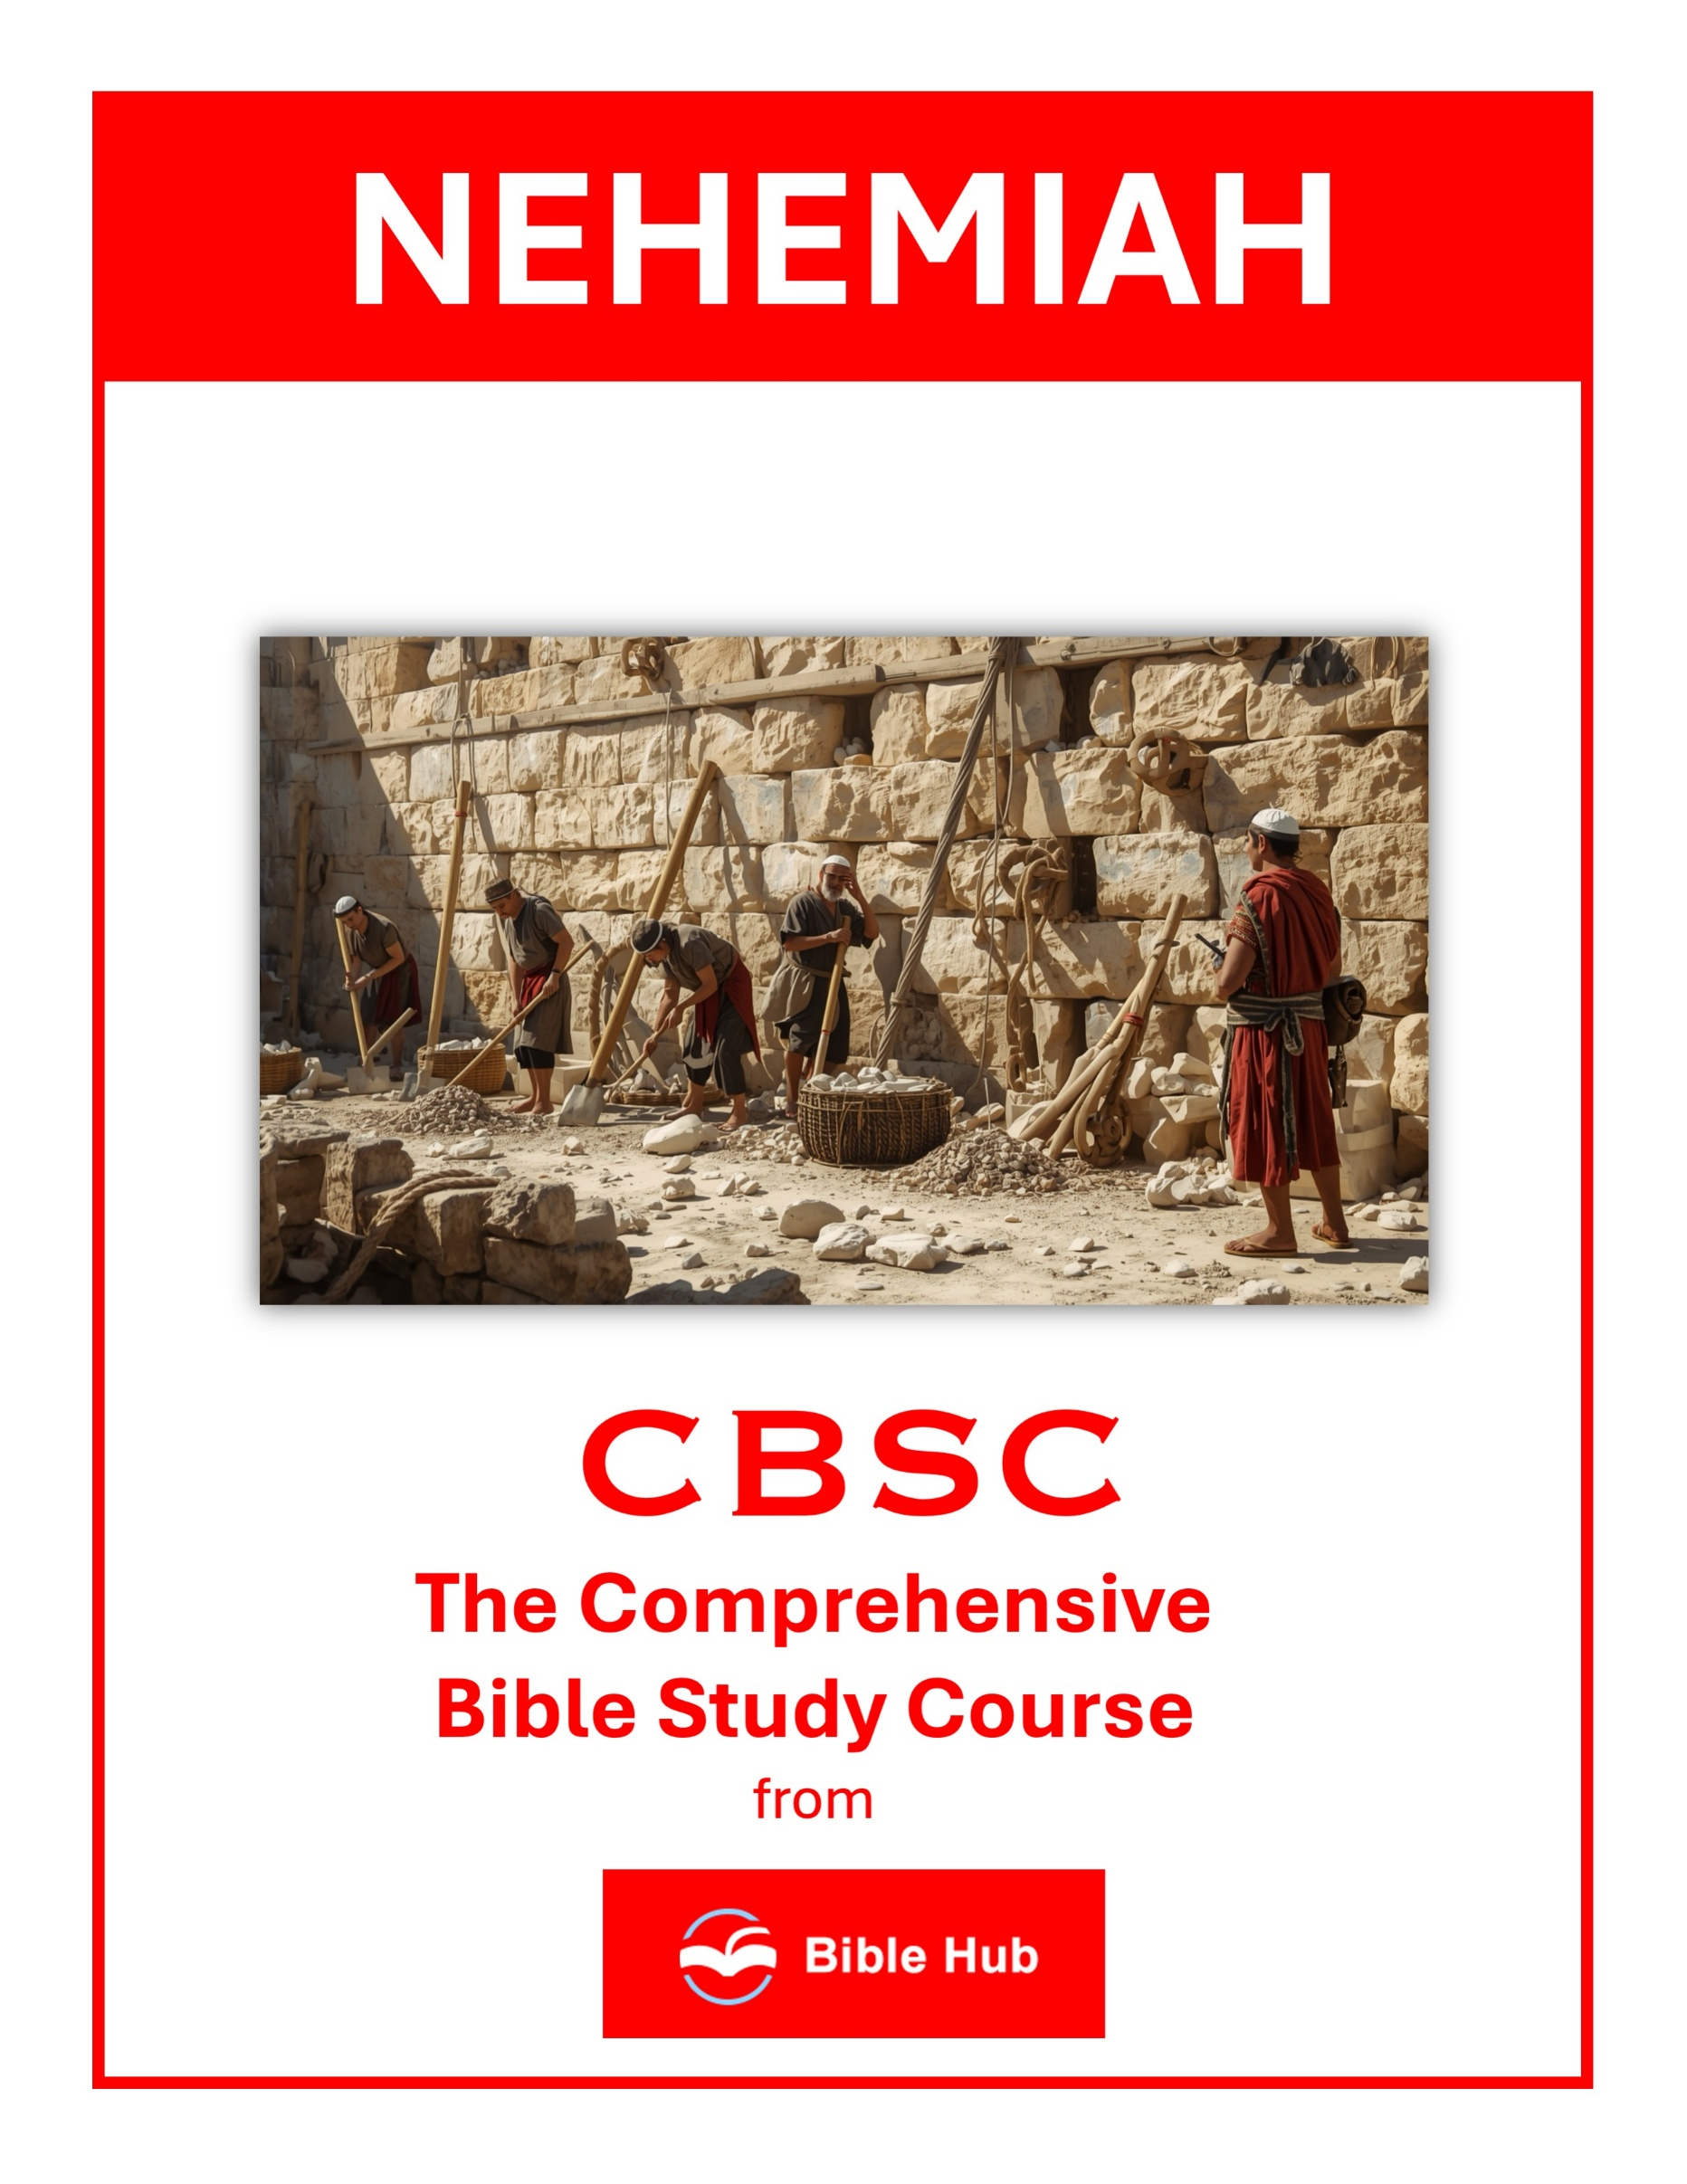 NEHEMIAH
CBSC
The Comprehensive
Bible Study Course
from
Bible Hub